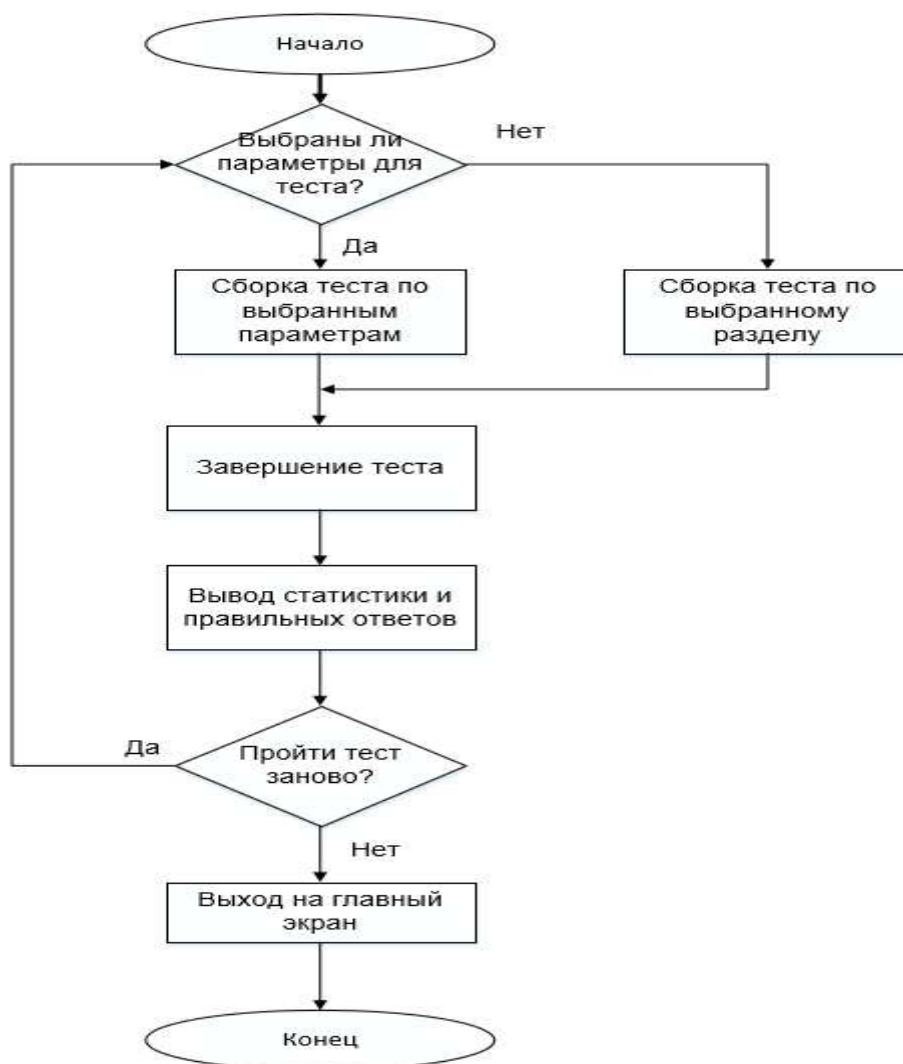 Начало
Выбраны ли
параметры для
теста?
Нет
Да
Сборка теста по
выбранным
параметрам
Сборка теста по
выбранному
разделу
Завершение теста
Вывод статистики и
правильных ответов
Да
Пройти тест
заново?
Нет
Выход на главный
экран
Конец